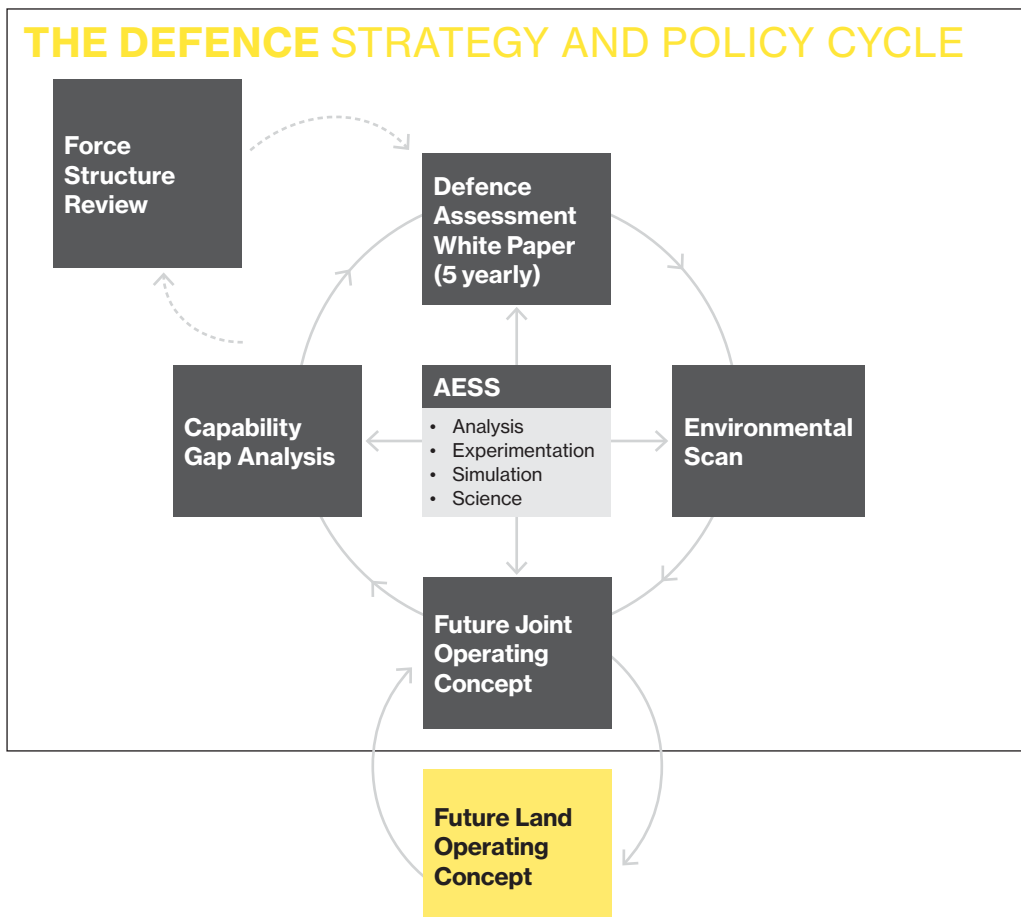 THE DEFENCE STRATEGY AND POLICY CYCLE
Force
Structure
Review
Defence
Assessment
White Paper
(5 yearly)
Capability
Gap Analysis
AESS
• Analysis
• Experimentation
• Simulation
• Science
Environmental
Scan
Future Joint
Operating
Concept
Future Land
Operating
Concept